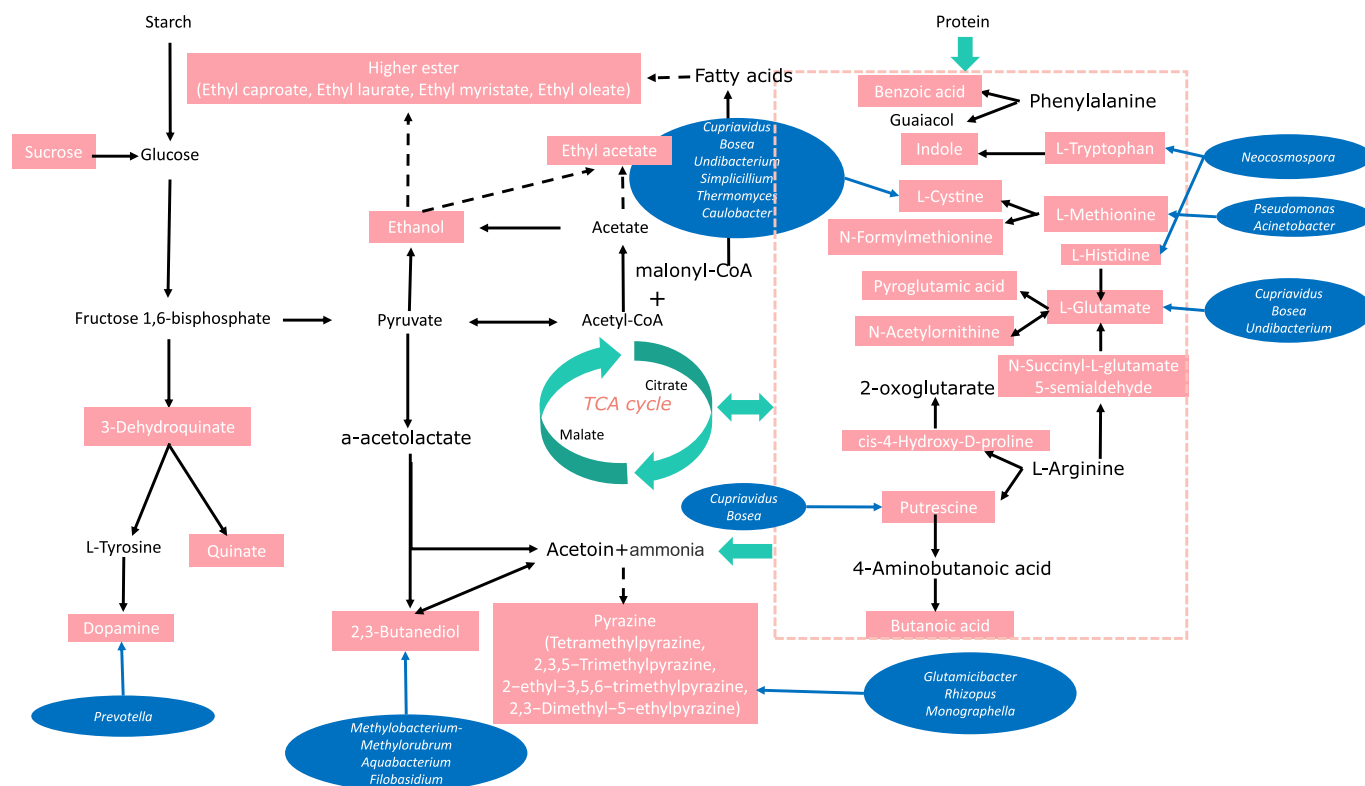 Starch
Protein
Higher ester
(Ethyl caproate, Ethyl laurate, Ethyl myristate, Ethyl oleate)
Fatty acids
Benzoic acid
Phenylalanine
Guaiacol
Sucrose
Glucose
Ethyl acetate
Cupriavidus
Bosea
Undibacterium
Simplicillium
Thermomyces
Caulobacter
Indole
L-Tryptophan
Neocosmospora
L-Cystine
L-Methionine
Pseudomonas
Acinetobacter
Ethanol
Acetate
N-Formylmethionine
L-Histidine
malonyl-CoA
+
Pyroglutamic acid
L-Glutamate
Cupriavidus
Bosea
Undibacterium
Fructose 1,6-bisphosphate
Pyruvate
Acetyl-CoA
N-Acetylornithine
N-Succinyl-L-glutamate
5-semialdehyde
Citrate
TCA cycle
Malate
2-oxoglutarate
3-Dehydroquinate
a-acetolactate
cis-4-Hydroxy-D-proline
L-Arginine
Cupriavidus
Bosea
Putrescine
L-Tyrosine
Quinate
Acetoin+ammonia
4-Aminobutanoic acid
Dopamine
2,3-Butanediol
Pyrazine
(Tetramethylpyrazine,
2,3,5−Trimethylpyrazine,
2−ethyl−3,5,6−trimethylpyrazine,
2,3−Dimethyl−5−ethylpyrazine)
Butanoic acid
Glutamicibacter
Rhizopus
Monographella
Prevotella
Methylobacterium-
Methylorubrum
Aquabacterium
Filobasidium